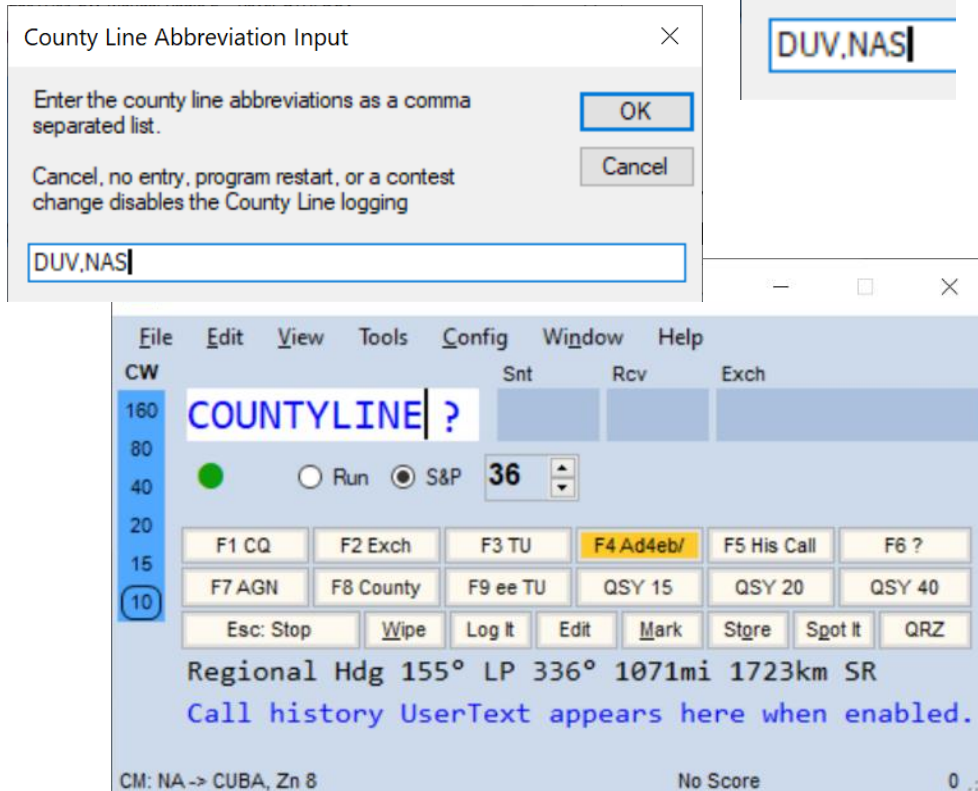 County Line Abbreviation Input
Enter the county line abbreviations as a comma
separated list.
OK
Cancel, no entry, program restart, or a contest
change disables the County Line logging
Cancel
DUV,NAS
DUV,NAS
File Edit View Tools Config Window Help
CW Snt Rcv Exch
160 COUNTYLINE ?
80
40 Run S&P 36
20
F1 CQ F2 Exch F3 TU F4 Ad4eb/ F5 His Call F6 ?
15
F7 AGN F8 County F9 ee TU QSY 15 QSY 20 QSY 40
10
Esc: Stop Wipe Log It Edit Mark Store Spot It QRZ
Regional Hdg 155° LP 336° 1071mi 1723km SR
Call history UserText appears here when enabled.
CM: NA -> CUBA, Zn 8 No Score 0